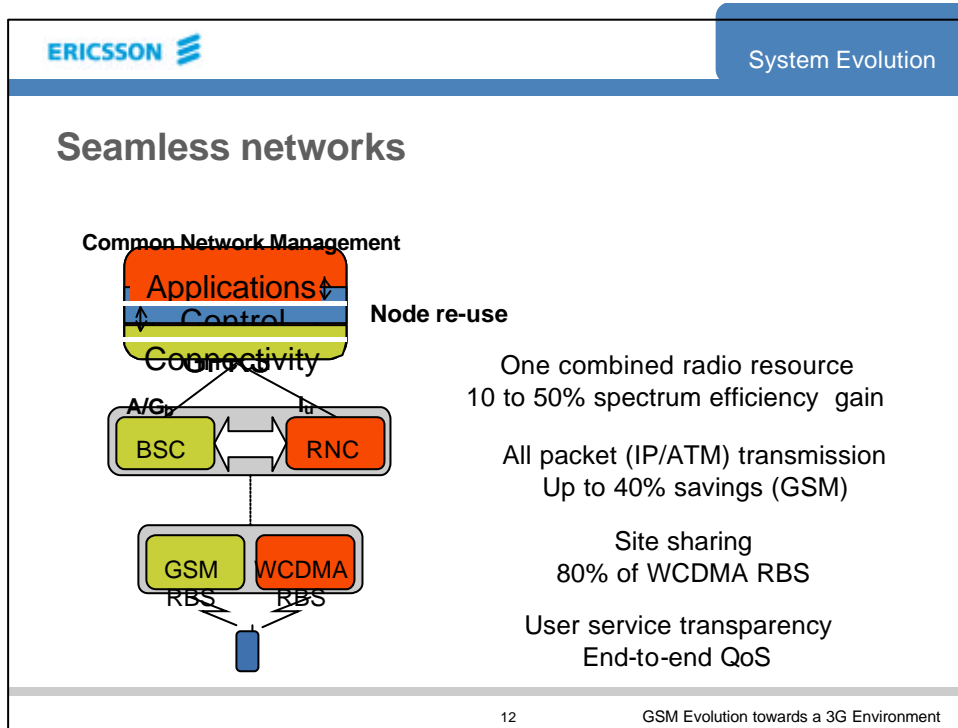 ERICSSON
System Evolution
Seamless networks
Common Network Management
Applications
Control
Connectivity
Node re-use
A/Gb
Iu
BSC
RNC
GSM
RBS
WCDMA
RBS
One combined radio resource
10 to 50% spectrum efficiency gain
All packet (IP/ATM) transmission
Up to 40% savings (GSM)
Site sharing
80% of WCDMA RBS
User service transparency
End-to-end QoS
12
GSM Evolution towards a 3G Environment